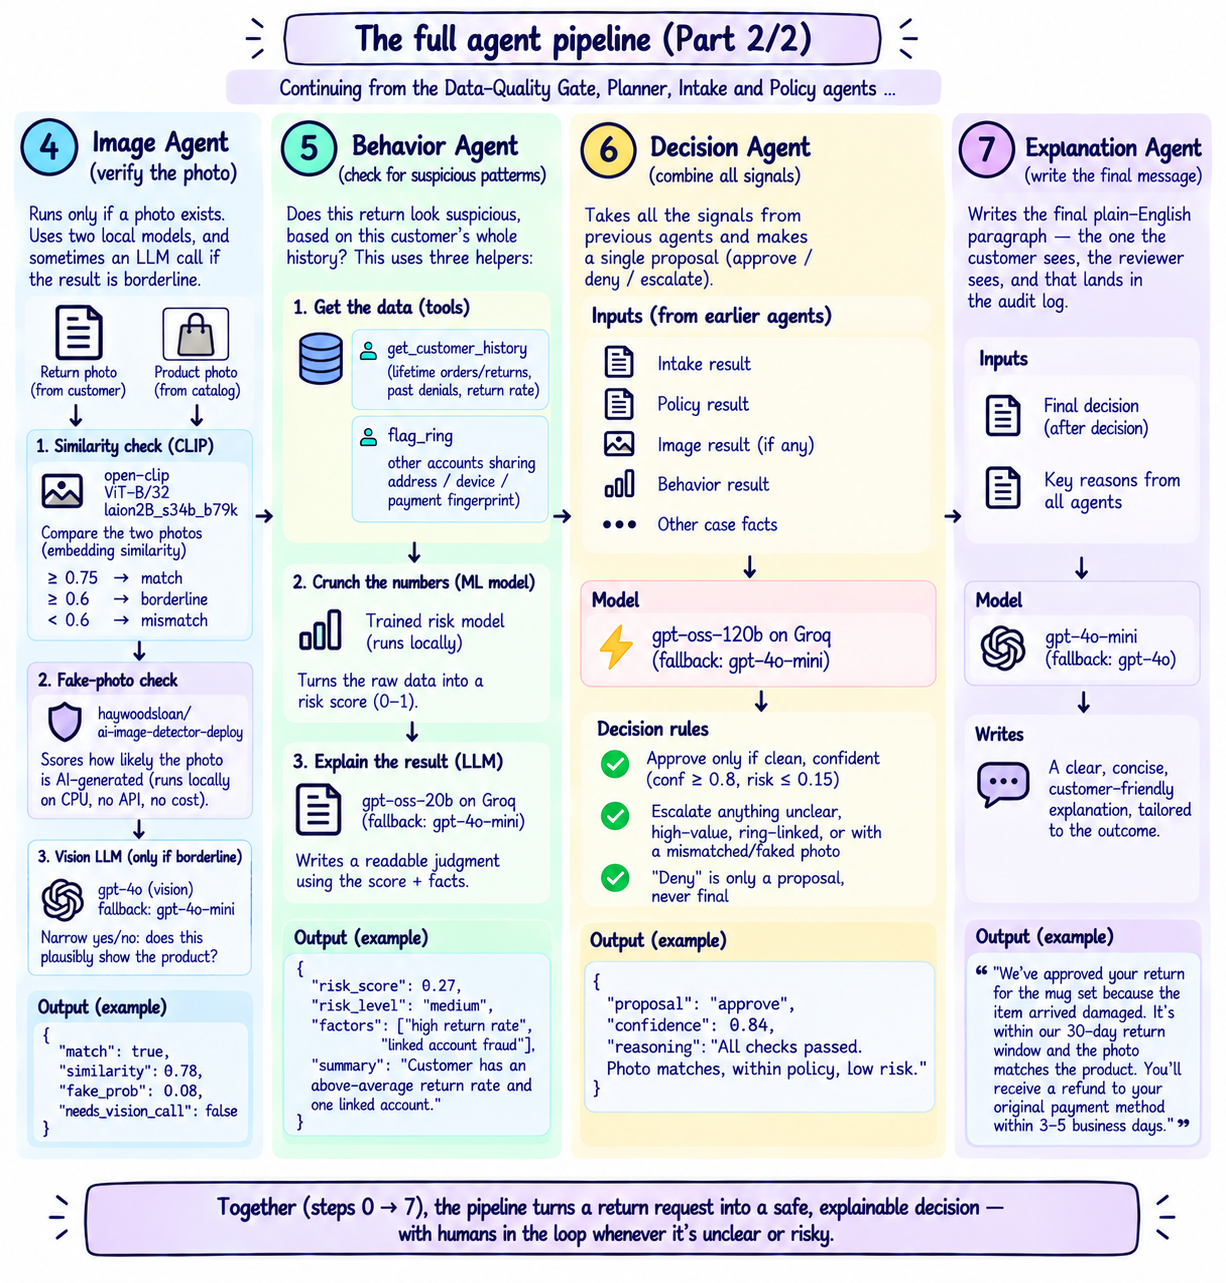 The full agent pipeline (Part 2/2)
Continuing from the Data-Quality Gate, Planner, Intake and Policy agents ...
4
Image Agent
(verify the photo)
Runs only if a photo exists.
Uses two local models, and
sometimes an LLM call if
the result is borderline.
Return photo
(from customer)
Product photo
(from catalog)
1. Similarity check (CLIP)
open-clip
ViT-B/32
laion2B_s34b_b79k
Compare the two photos
(embedding similarity)
≥ 0.75 → match
≥ 0.6 → borderline
< 0.6 → mismatch
2. Fake-photo check
haywoodsloan/
ai-image-detector-deploy
Sscores how likely the photo
is AI-generated (runs locally
on CPU, no API, no cost).
3. Vision LLM (only if borderline)
gpt-4o (vision)
fallback: gpt-4o-mini
Narrow yes/no: does this
plausibly show the product?
Output (example)
{
"match": true,
"similarity": 0.78,
"fake_prob": 0.08,
"needs_vision_call": false
}
5
Behavior Agent
(check for suspicious patterns)
Does this return look suspicious,
based on this customer's whole
history? This uses three helpers:
1. Get the data (tools)
get_customer_history
(lifetime orders/returns,
past denials, return rate)
flag_ring
other accounts sharing
address / device /
payment fingerprint)
2. Crunch the numbers (ML model)
Trained risk model
(runs locally)
Turns the raw data into a
risk score (0-1).
3. Explain the result (LLM)
gpt-oss-20b on Groq
(fallback: gpt-4o-mini)
Writes a readable judgment
using the score + facts.
Output (example)
{
"risk_score": 0.27,
"risk_level": "medium",
"factors": ["high return rate",
"linked account fraud"],
"summary": "Customer has an
above-average return rate and
one linked account."
}
6
Decision Agent
(combine all signals)
Takes all the signals from
previous agents and makes
a single proposal (approve /
deny / escalate).
Inputs (from earlier agents)
Intake result
Policy result
Image result (if any)
Behavior result
Other case facts
Model
gpt-oss-120b on Groq
(fallback: gpt-4o-mini)
Decision rules
Approve only if clean, confident
(conf ≥ 0.8, risk ≤ 0.15)
Escalate anything unclear,
high-value, ring-linked, or with
a mismatched/faked photo
"Deny" is only a proposal,
never final
Output (example)
{
"proposal": "approve",
"confidence": 0.84,
"reasoning": "All checks passed.
Photo matches, within policy, low risk."
}
7
Explanation Agent
(write the final message)
Writes the final plain-English
paragraph — the one the
customer sees, the reviewer
sees, and that lands in
the audit log.
Inputs
Final decision
(after decision)
Key reasons from
all agents
Model
gpt-4o-mini
(fallback: gpt-4o)
Writes
A clear, concise,
customer-friendly
explanation, tailored
to the outcome.
Output (example)
“ "We've approved your return
for the mug set because the
item arrived damaged. It's
within our 30-day return
window and the photo
matches the product. You'll
receive a refund to your
original payment method
within 3-5 business days." ”
Together (steps 0 → 7), the pipeline turns a return request into a safe, explainable decision —
with humans in the loop whenever it's unclear or risky.